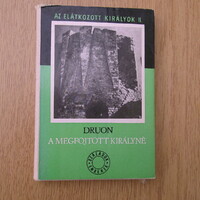 AZ ELÁTKOZOTT KIRÁLYOK II
DRUON
A MEGFOJTOTT KIRÁLYNÉ